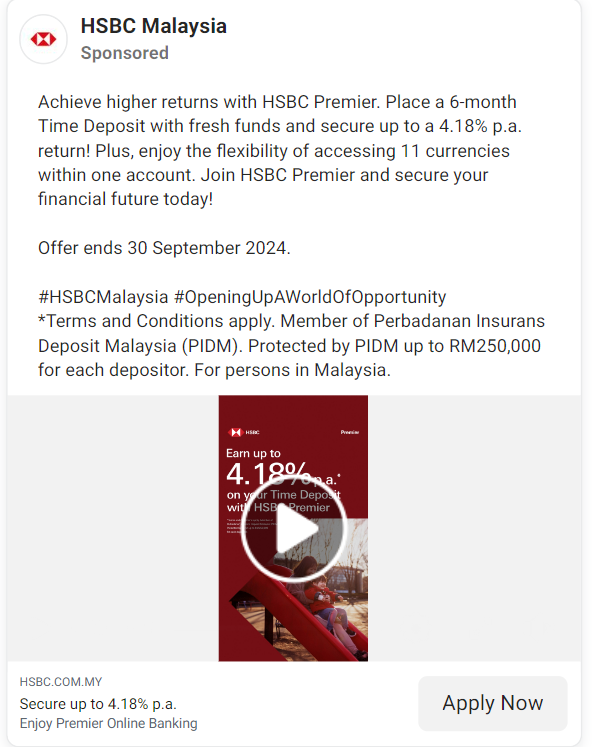 HSBC Malaysia
Sponsored
Achieve higher returns with HSBC Premier. Place a 6-month
Time Deposit with fresh funds and secure up to a 4.18% p.a.
return! Plus, enjoy the flexibility of accessing 11 currencies
within one account. Join HSBC Premier and secure your
financial future today!
Offer ends 30 September 2024.
#HSBCMalaysia #OpeningUpAWorldOfOpportunity
*Terms and Conditions apply. Member of Perbadanan Insurans
Deposit Malaysia (PIDM). Protected by PIDM up to RM250,000
for each depositor. For persons in Malaysia.
HSBC Premier
Earn up to
4.18% p.a.*
on your Time Deposit
with HSBC Premier
HSBC.COM.MY
Secure up to 4.18% p.a.
Enjoy Premier Online Banking
Apply Now